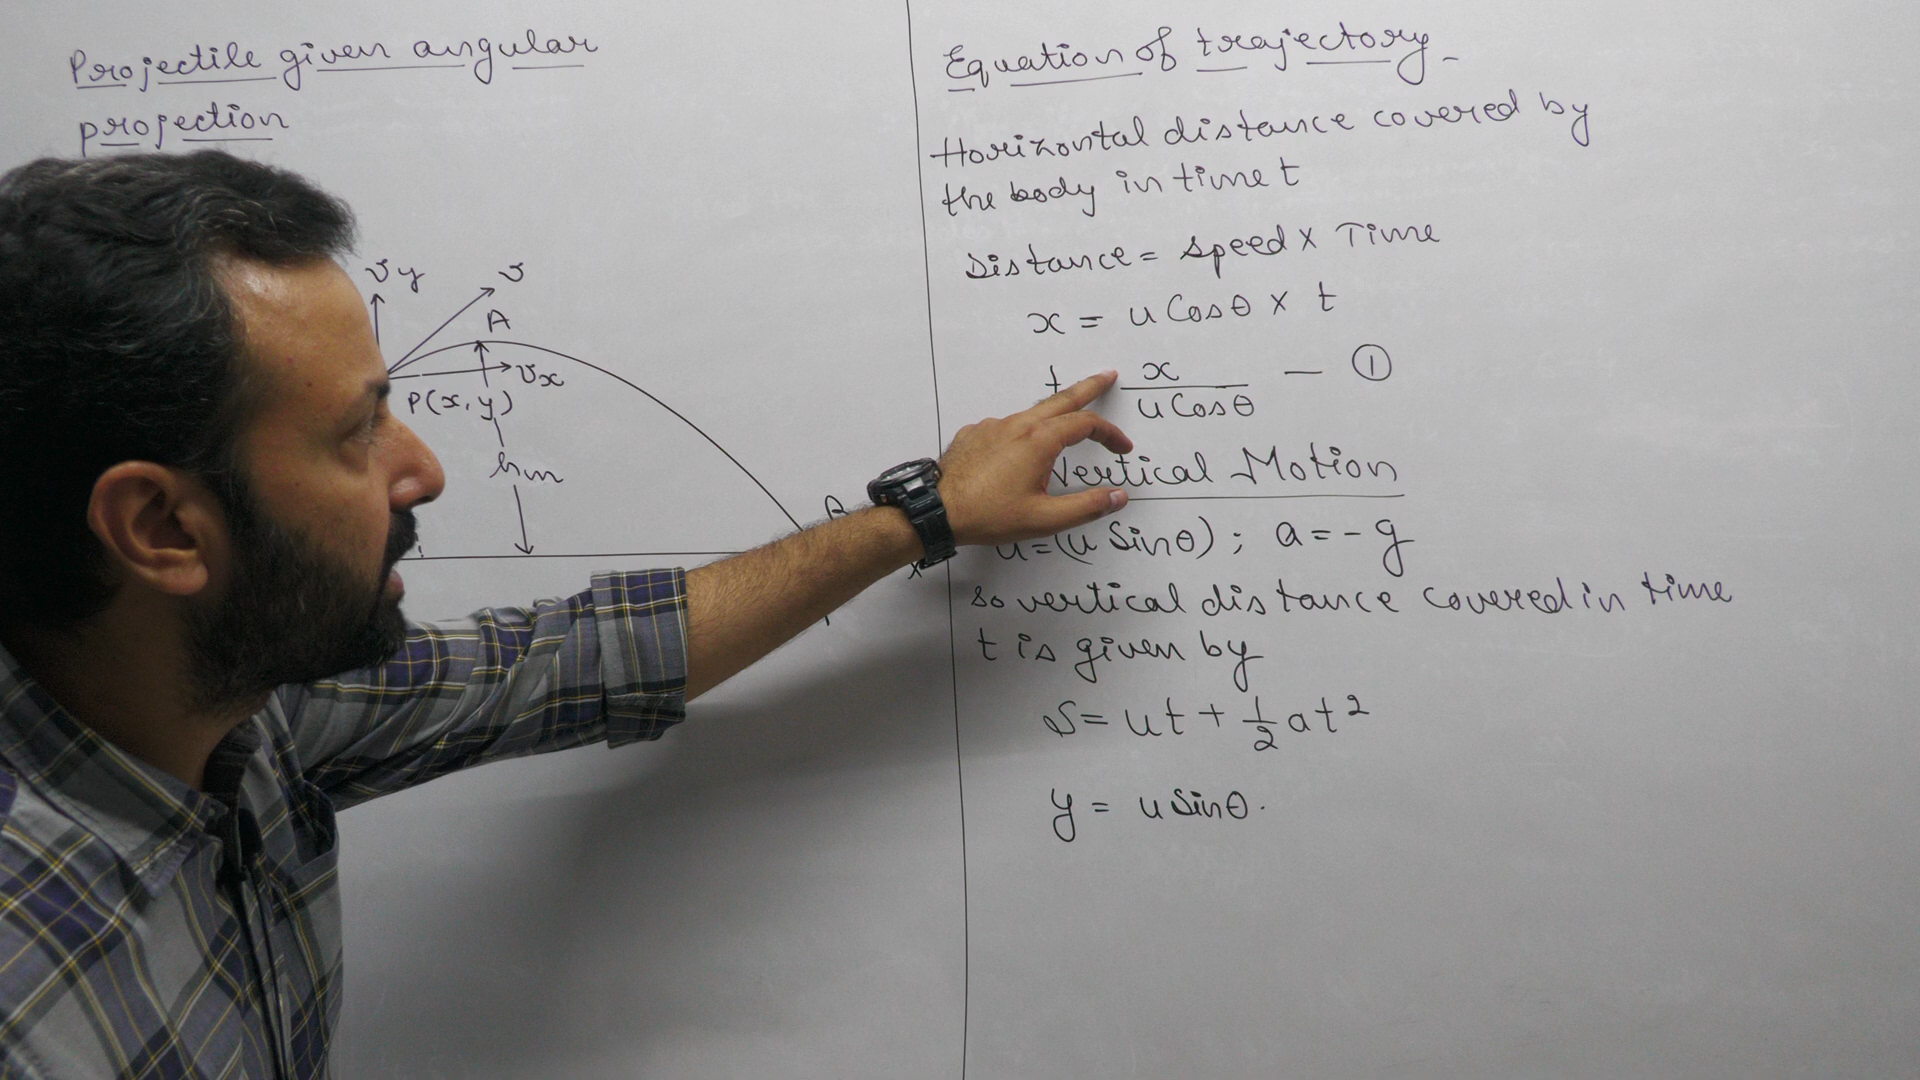 Projectile given angular
projection
vy
v
A
vx
P(x,y)
hm
B
x
Equation of trajectory -
Horizontal distance covered by
the body in time t
Distance = speed x Time
x = u Cosθ x t
t x/u Cosθ — ①
Vertical Motion
u=(u Sinθ) ; a = - g
so vertical distance covered in time
t is given by
S = ut + 1/2 at²
y = u Sinθ.